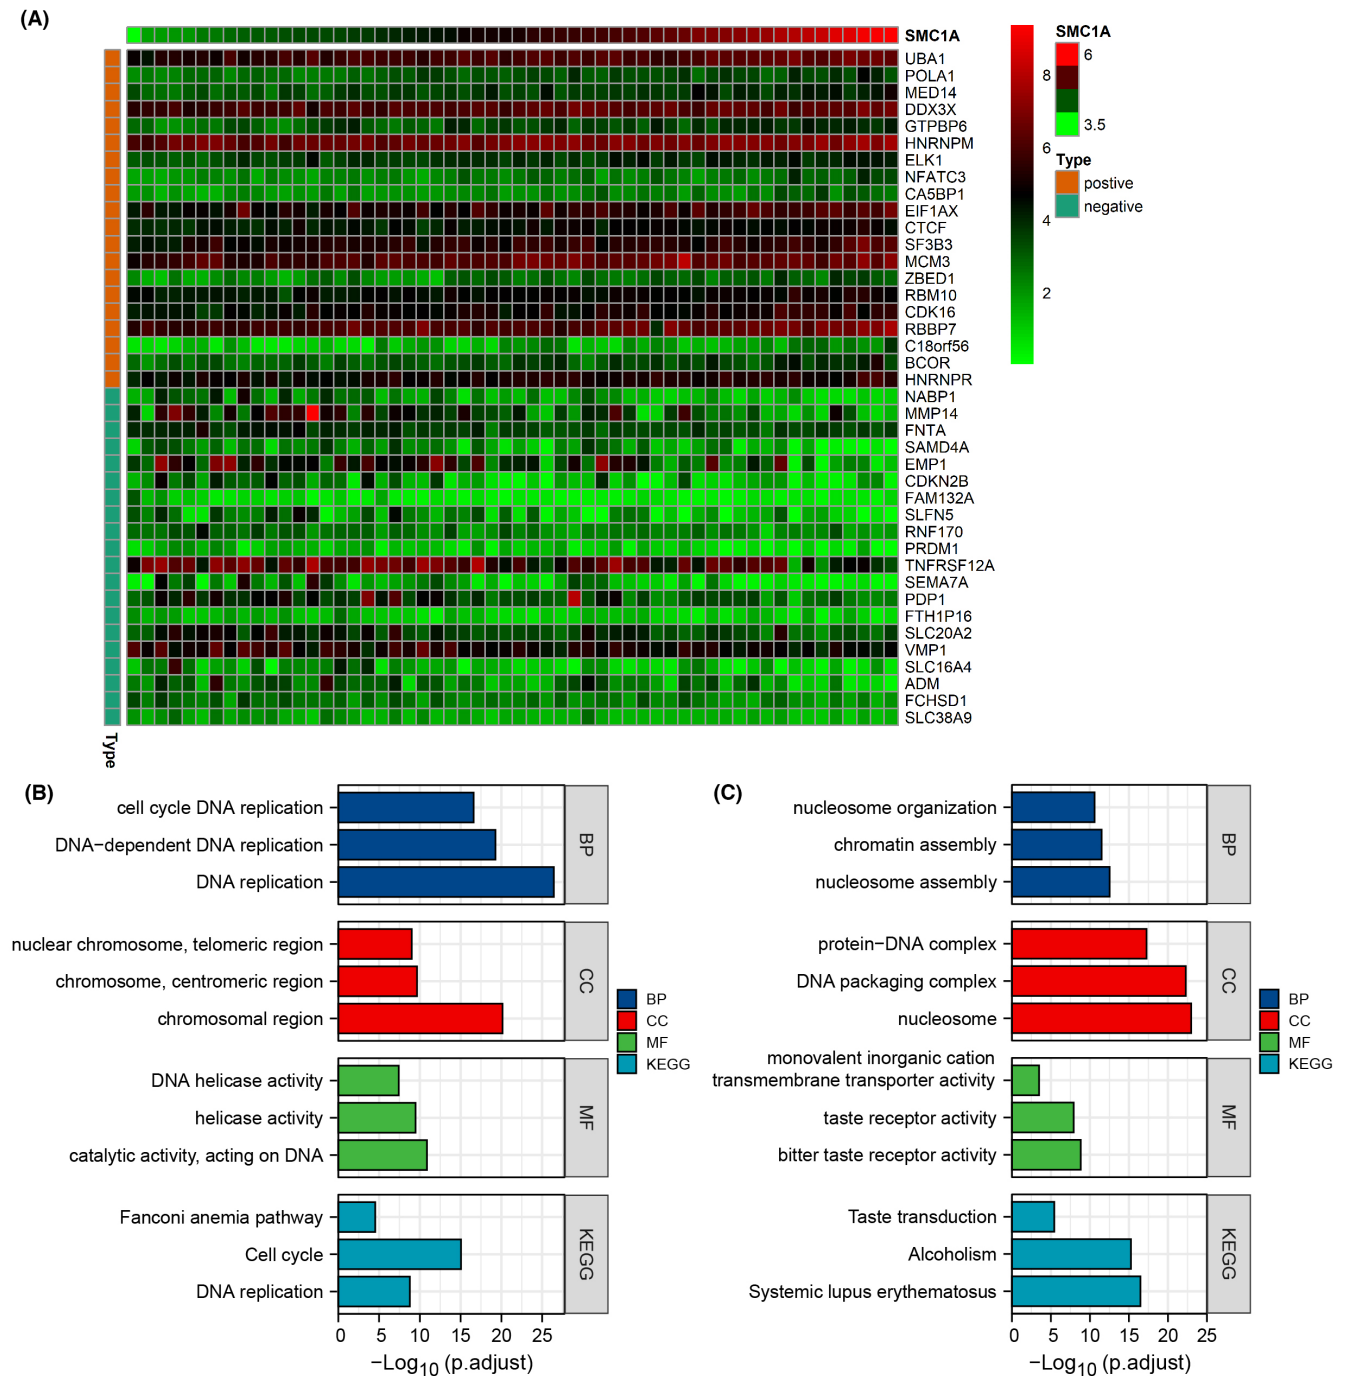 (A)
SMC1A
UBA1
POLA1
MED14
DDX3X
GTPBP6
HNRNPM
ELK1
NFATC3
CA5BP1
EIF1AX
CTCF
SF3B3
MCM3
ZBED1
RBM10
CDK16
RBBP7
C18orf56
BCOR
HNRNPR
NABP1
MMP14
FNTA
SAMD4A
EMP1
CDKN2B
FAM132A
SLFN5
RNF170
PRDM1
TNFRSF12A
SEMA7A
PDP1
FTH1P16
SLC20A2
VMP1
SLC16A4
ADM
FCHSD1
SLC38A9
Type
8
6
4
2
SMC1A
6
3.5
Type
postive
negative
(B)
cell cycle DNA replication
DNA−dependent DNA replication
DNA replication
BP
nuclear chromosome, telomeric region
chromosome, centromeric region
chromosomal region
CC
DNA helicase activity
helicase activity
catalytic activity, acting on DNA
MF
Fanconi anemia pathway
Cell cycle
DNA replication
KEGG
0 5 10 15 20 25
−Log10 (p.adjust)
BP
CC
MF
KEGG
(C)
nucleosome organization
chromatin assembly
nucleosome assembly
BP
protein−DNA complex
DNA packaging complex
nucleosome
CC
monovalent inorganic cation
transmembrane transporter activity
taste receptor activity
bitter taste receptor activity
MF
Taste transduction
Alcoholism
Systemic lupus erythematosus
KEGG
0 5 10 15 20 25
−Log10 (p.adjust)
BP
CC
MF
KEGG